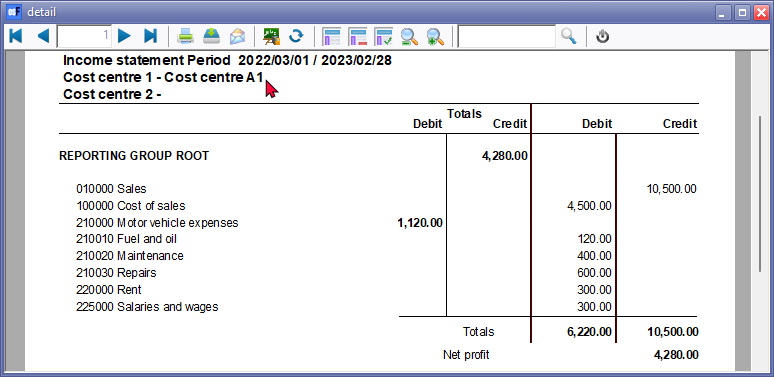 detail
1
Income statement Period 2022/03/01 / 2023/02/28
Cost centre 1 - Cost centre A1
Cost centre 2 -
Totals
Debit Credit Debit Credit
REPORTING GROUP ROOT 4,280.00
010000 Sales 10,500.00
100000 Cost of sales 4,500.00
210000 Motor vehicle expenses 1,120.00
210010 Fuel and oil 120.00
210020 Maintenance 400.00
210030 Repairs 600.00
220000 Rent 300.00
225000 Salaries and wages 300.00
Totals 6,220.00 10,500.00
Net profit 4,280.00